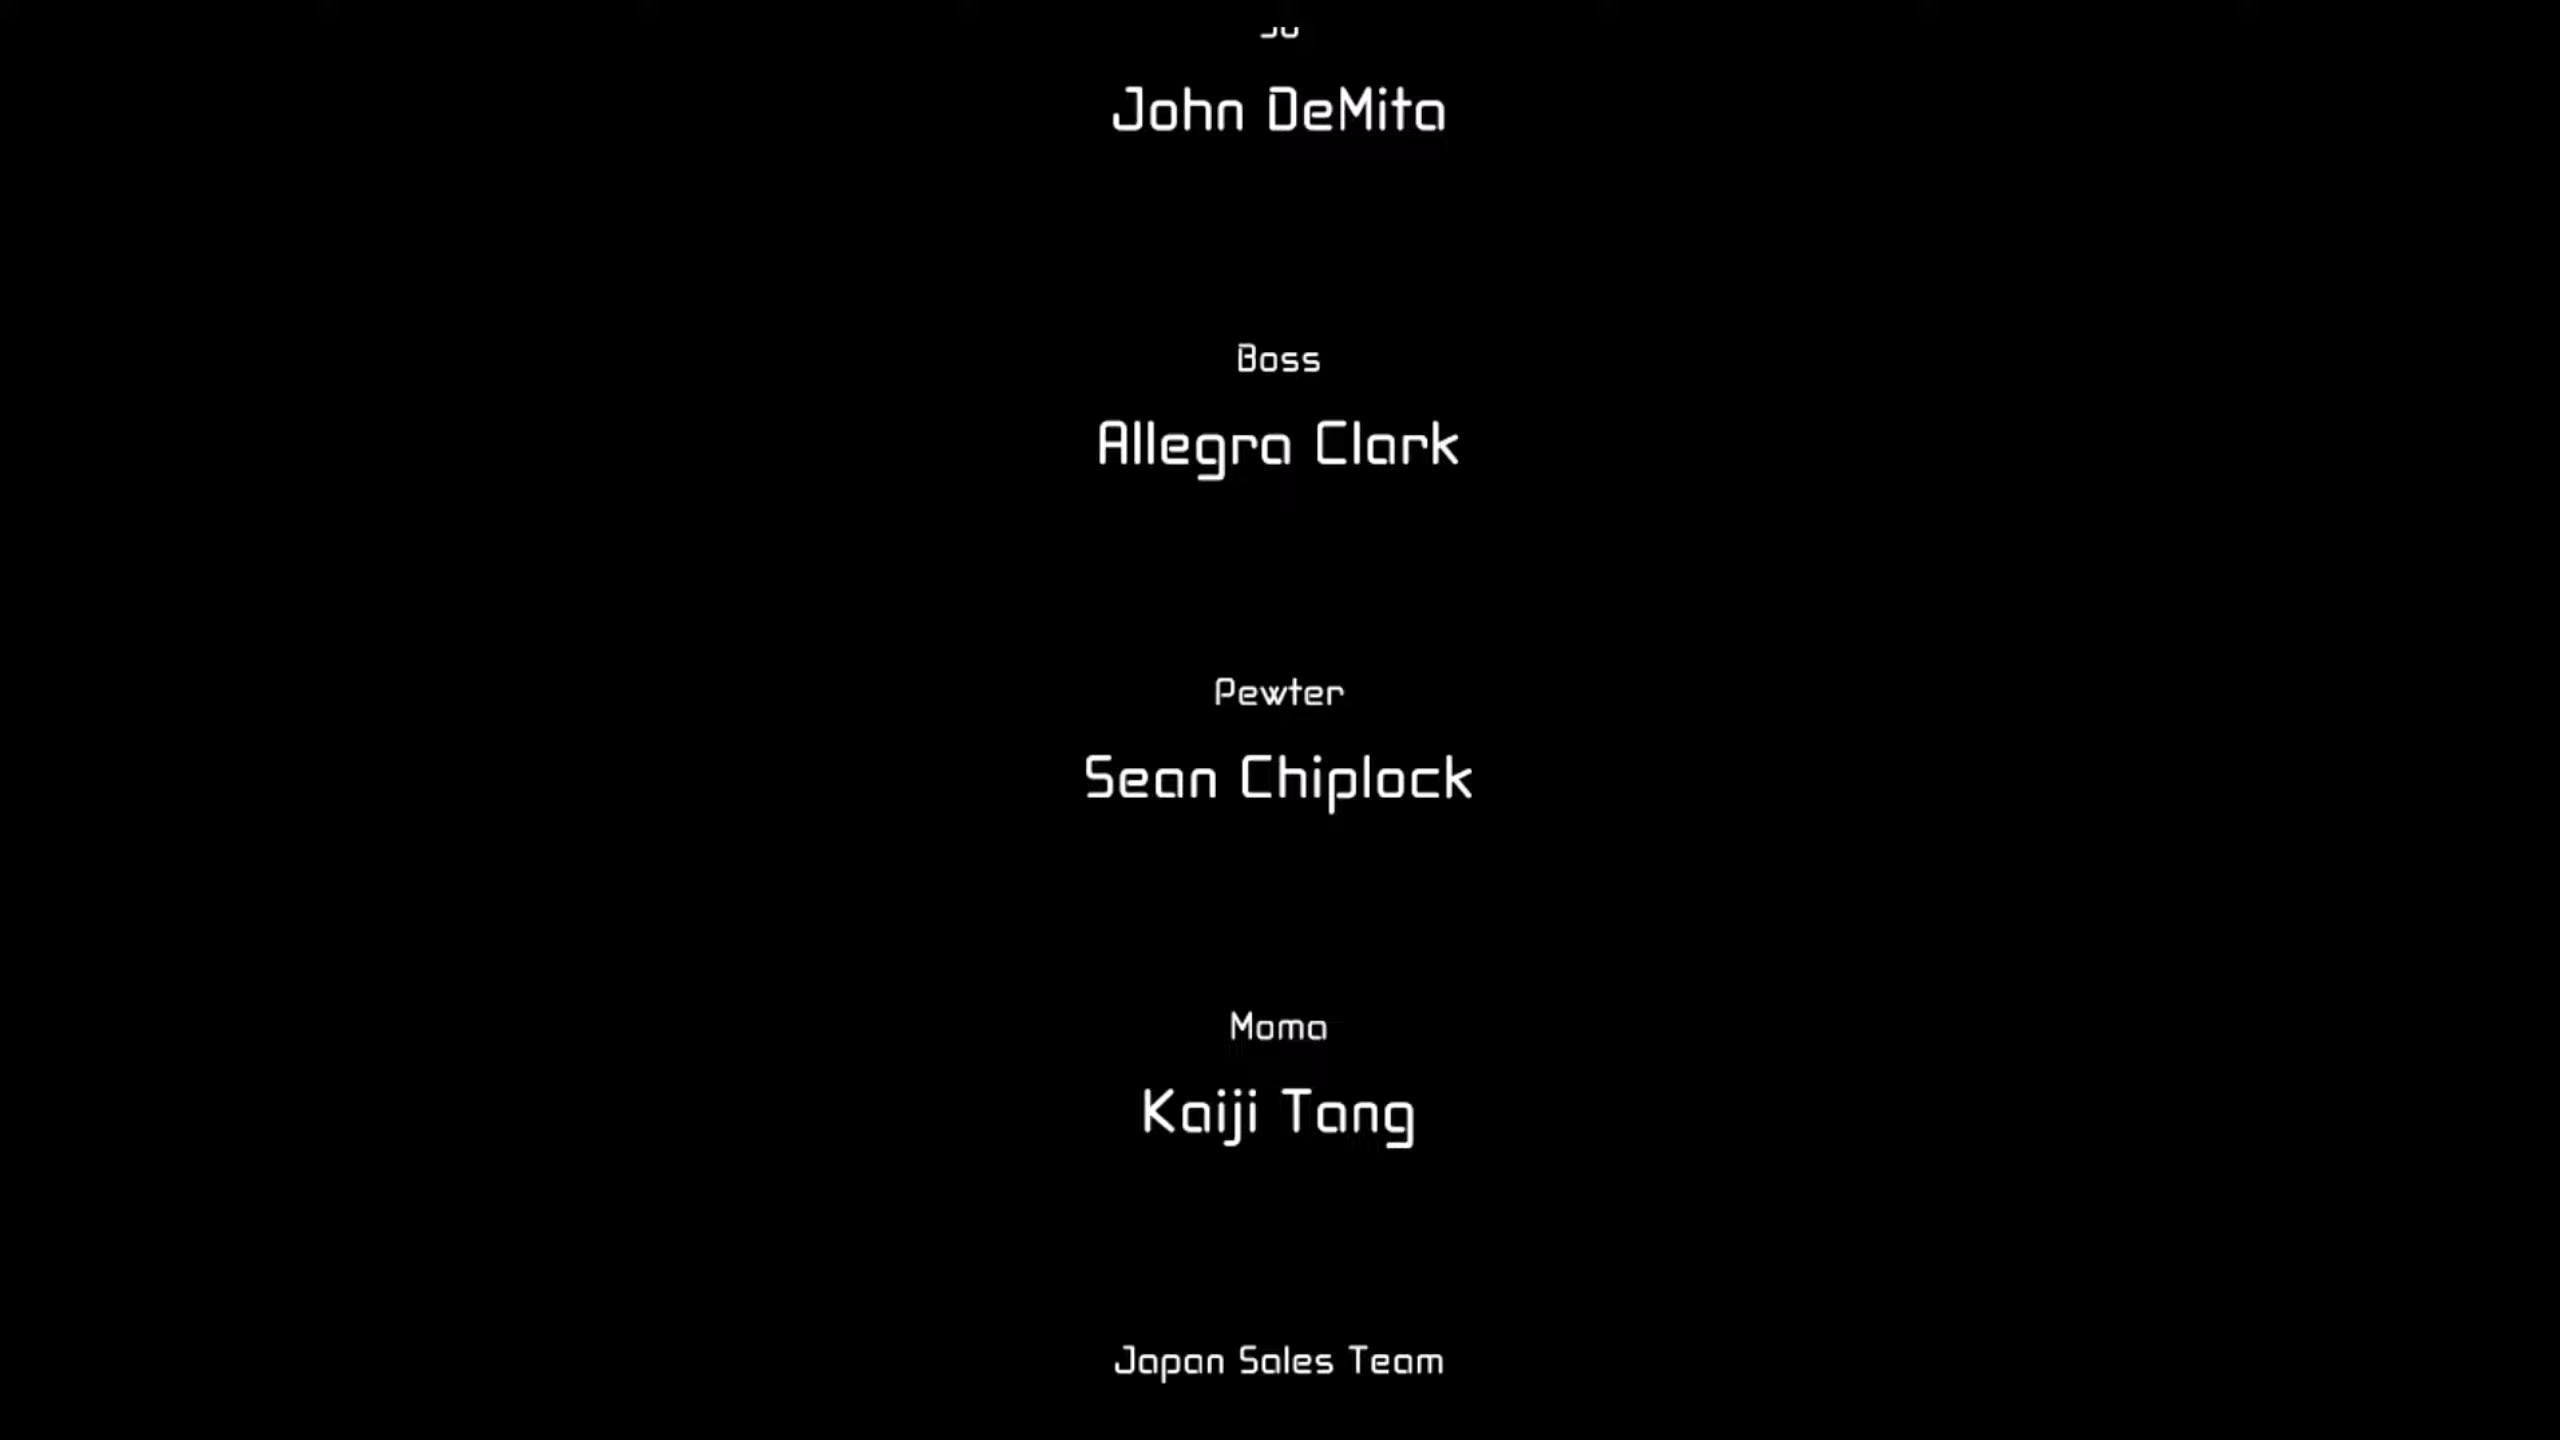 John DeMita
Boss
Allegra Clark
Pewter
Sean Chiplock
Moma
Kaiji Tang
Japan Sales Team